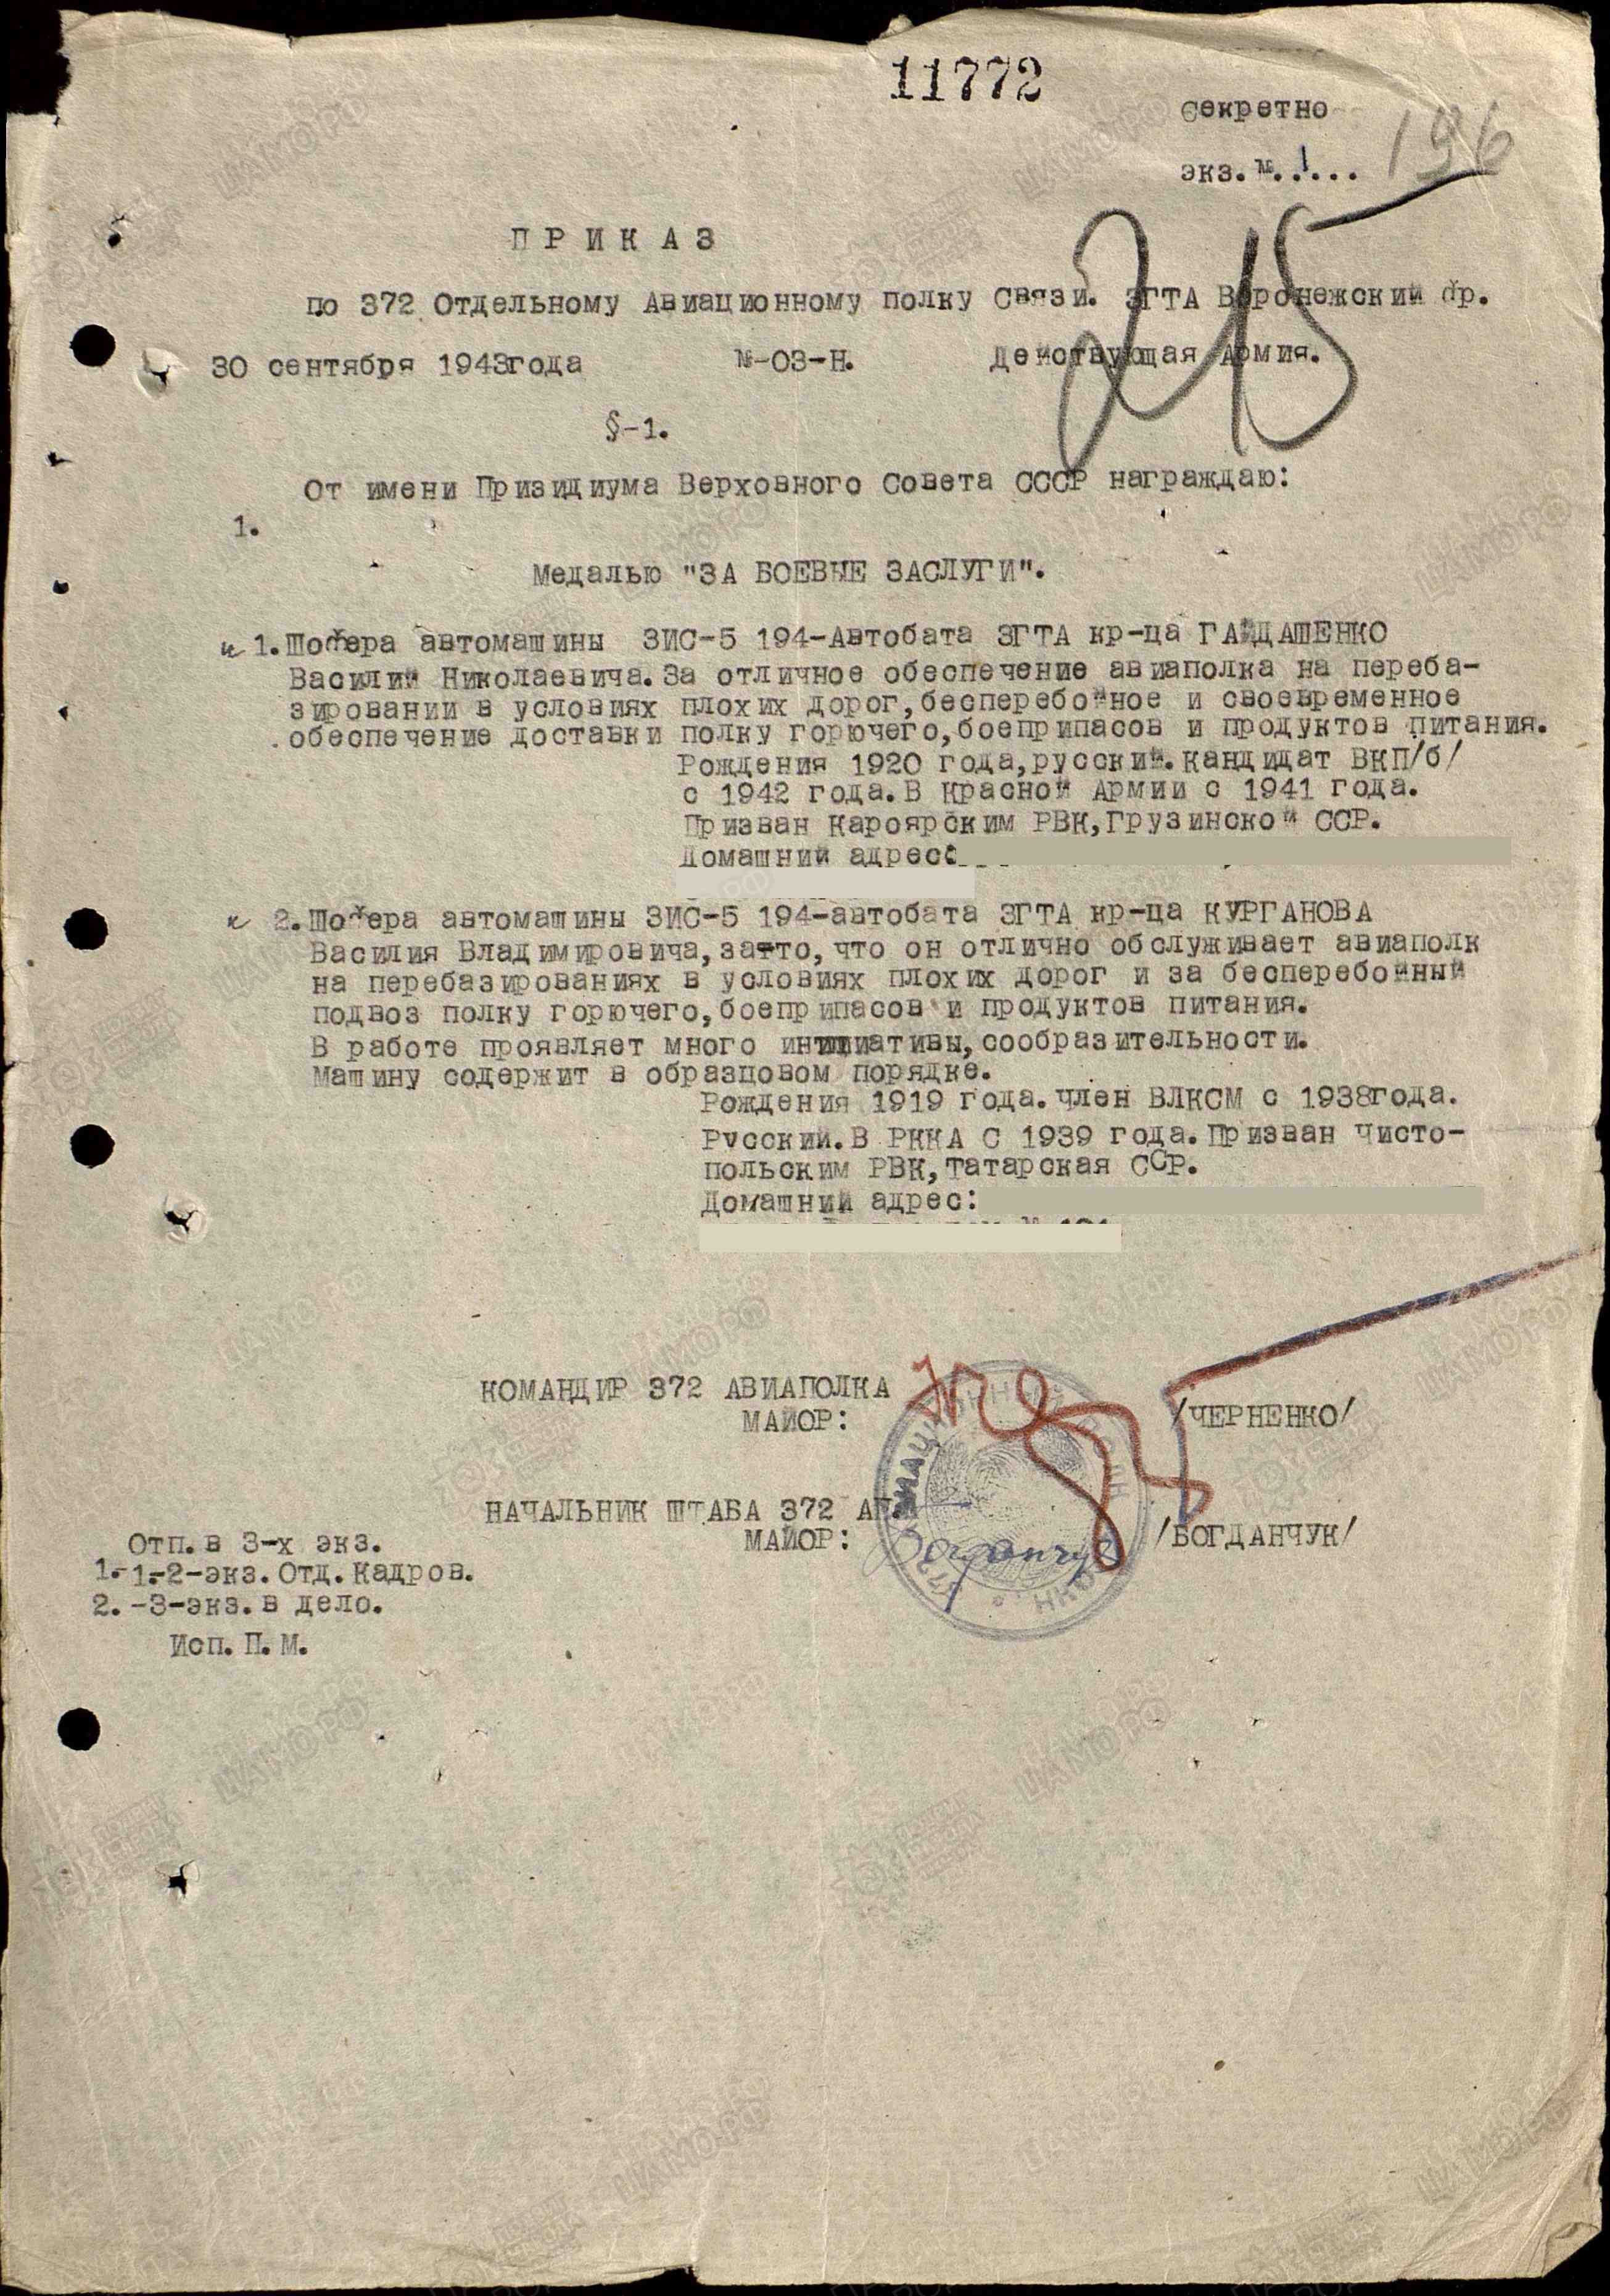 11772
Секретно
экз.№.1...
196
215
ПРИКАЗ
по 372 Отдельному Авиационному полку Связи. 3ГТА Воронежский фр.
30 сентября 1943года №-03-Н. Действующая Армия.
§-1.
От имени Призидиума Верховного Совета СССР награждаю:
1.
Медалью "ЗА БОЕВЫЕ ЗАСЛУГИ".
1.Шофера автомашины ЗИС-5 194-Автобата 3ГТА кр-ца ГАЙДАШЕНКО
Василий Николаевича.За отличное обеспечение авиаполка на переба-
зировании в условиях плохих дорог,бесперебойное и своевременное
обеспечение доставки полку горючего,боеприпасов и продуктов питания.
Рождения 1920 года,русский.кандидат ВКП/б/
с 1942 года.В Красной Армии с 1941 года.
Призван Кароярским РВК,Грузинской ССР.
Домашний адрес:
2.Шофера автомашины ЗИС-5 194-автобата 3ГТА кр-ца КУРГАНОВА
Василия Владимировича,зато,что он отлично обслуживает авиаполк
на перебазированиях в условиях плохих дорог и за бесперебойный
подвоз полку горючего,боеприпасов и продуктов питания.
В работе проявляет много инициативы,сообразительности.
Машину содержит в образцовом порядке.
Рождения 1919 года.член ВЛКСМ с 1938года.
Русский.В РККА С 1939 года.Призван Чисто-
польским РВК,Татарская ССР.
Домашний адрес:
КОМАНДИР 372 АВИАПОЛКА
МАЙОР: /ЧЕРНЕНКО/
НАЧАЛЬНИК ШТАБА 372 АП.
МАЙОР: Богданчук /БОГДАНЧУК/
Отп.в 3-х экз.
1.-1.-2-экз.Отд.Кадров.
2.-3-экз.в дело.
Исп.П.М.